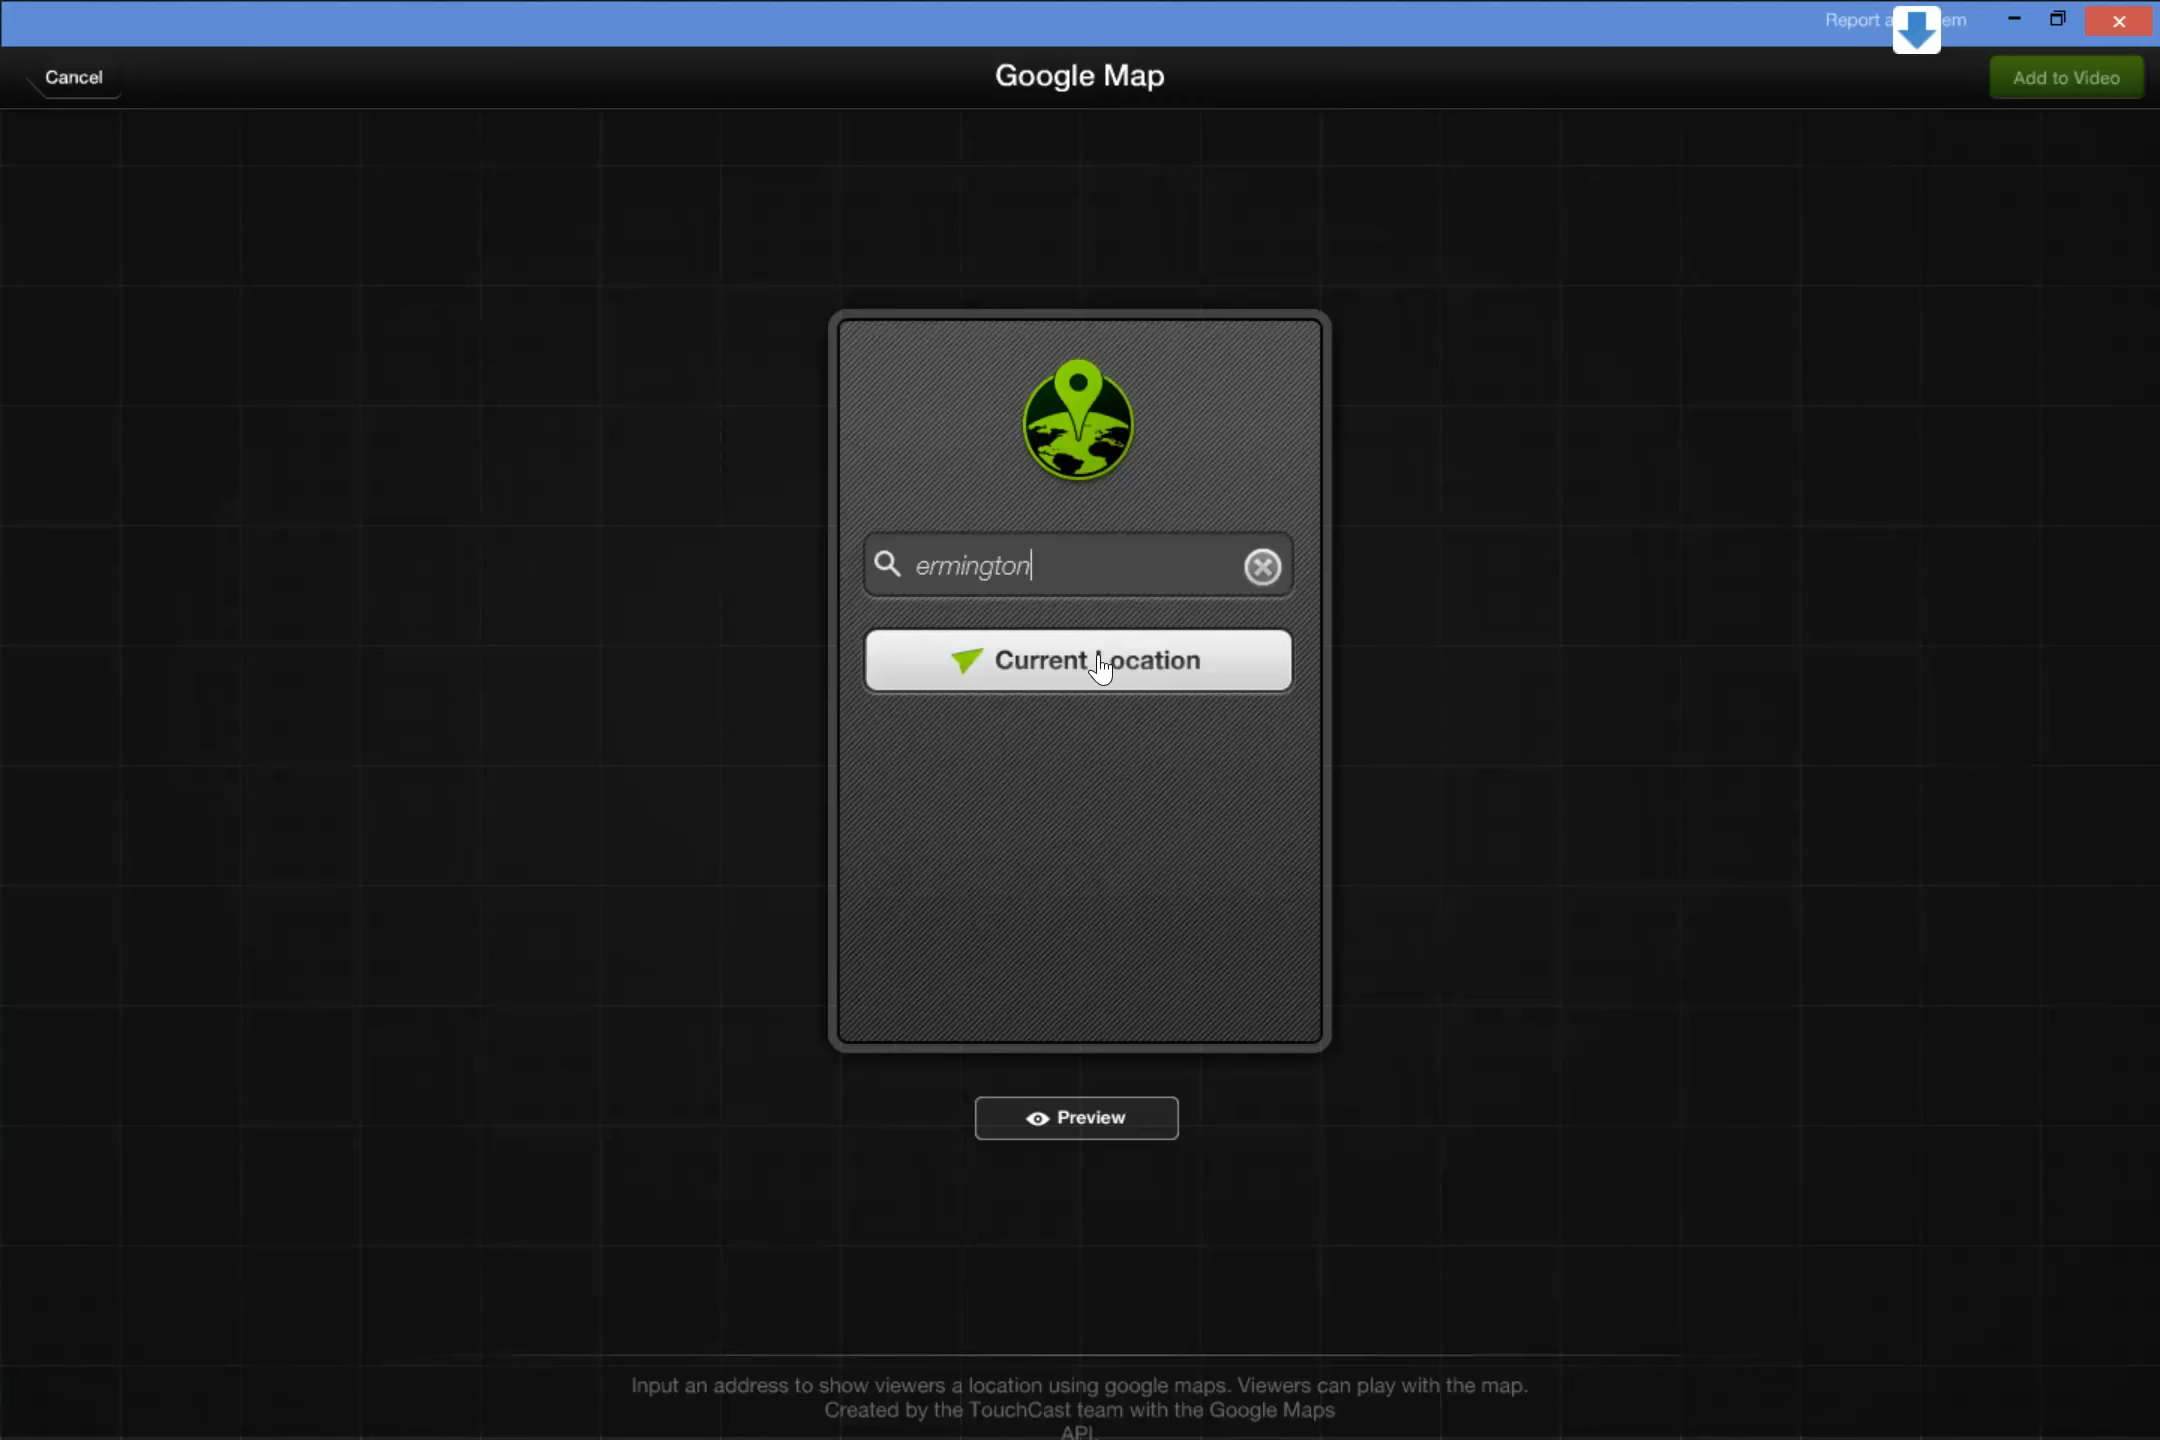 Report a
em
Cancel
Google Map
Add to Video
ermington
Current Location
Preview
Input an address to show viewers a location using google maps. Viewers can play with the map.
Created by the TouchCast team with the Google Maps
API.